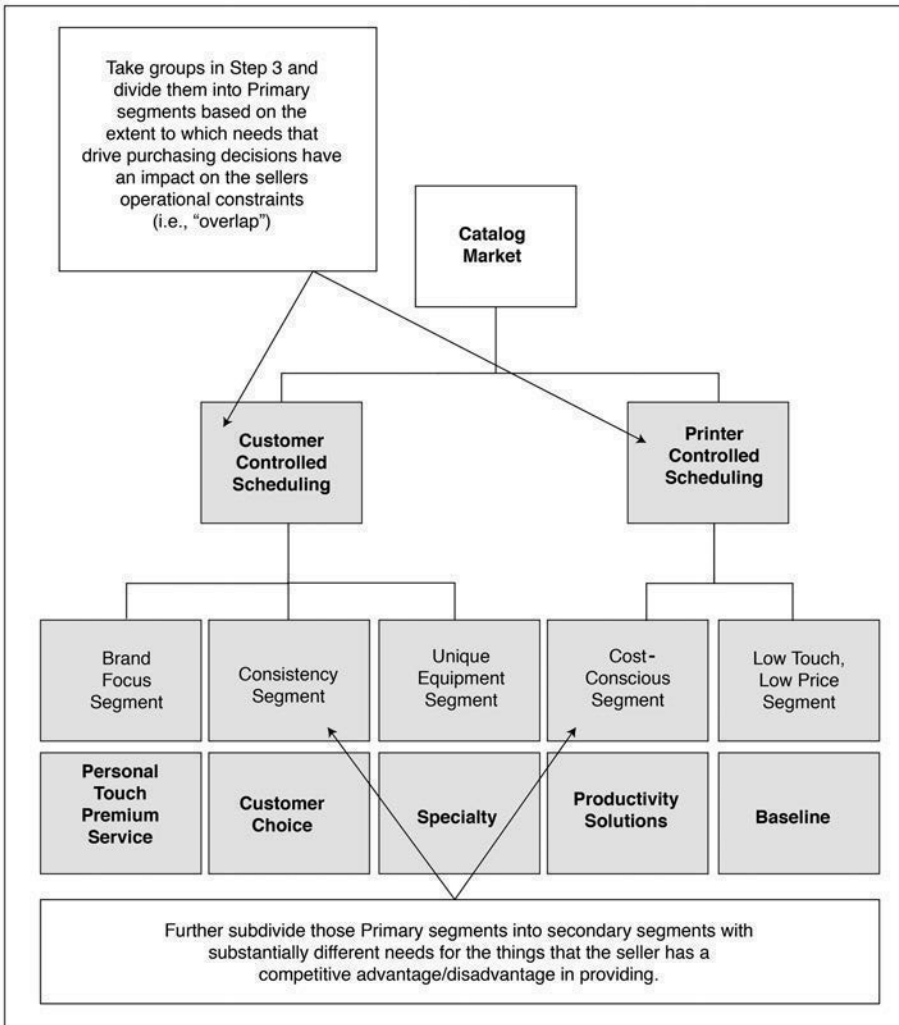 Take groups in Step 3 and
divide them into Primary
segments based on the
extent to which needs that
drive purchasing decisions have
an impact on the sellers
operational constraints
(i.e., “overlap”)
Catalog
Market
Customer
Controlled
Scheduling
Printer
Controlled
Scheduling
Brand
Focus
Segment
Consistency
Segment
Unique
Equipment
Segment
Cost-
Conscious
Segment
Low Touch,
Low Price
Segment
Personal
Touch
Premium
Service
Customer
Choice
Specialty
Productivity
Solutions
Baseline
Further subdivide those Primary segments into secondary segments with
substantially different needs for the things that the seller has a
competitive advantage/disadvantage in providing.